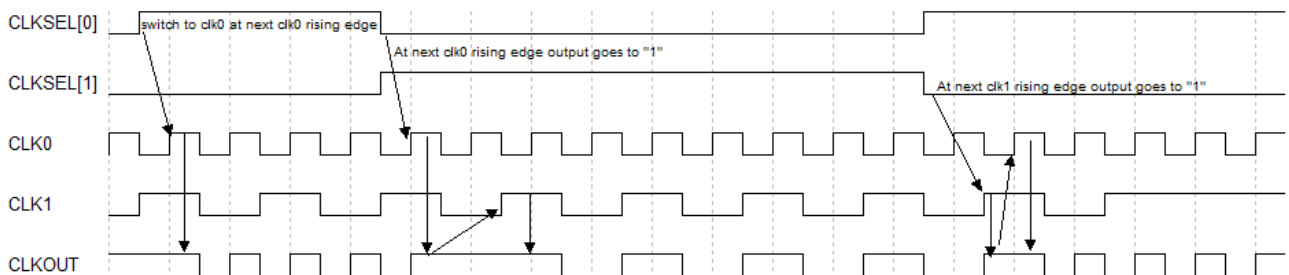 CLKSEL[0]
switch to clk0 at next clk0 rising edge
At next clk0 rising edge output goes to "1"
CLKSEL[1]
At next clk1 rising edge output goes to "1"
CLK0
CLK1
CLKOUT